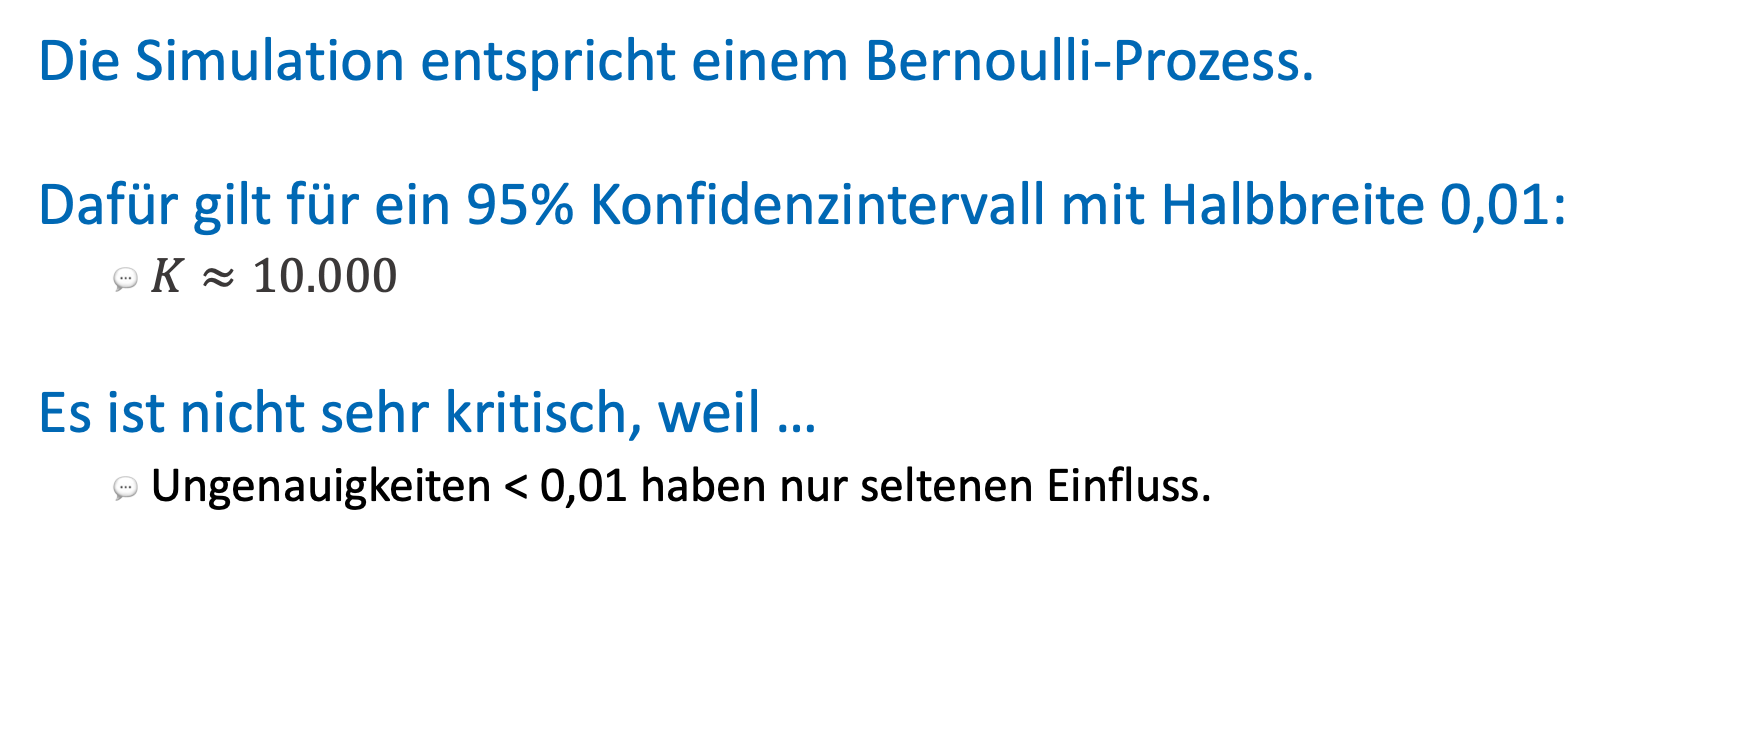 Die Simulation entspricht einem Bernoulli-Prozess.
Dafür gilt für ein 95% Konfidenzintervall mit Halbbreite 0,01:
K ≈ 10.000
Es ist nicht sehr kritisch, weil ...
Ungenauigkeiten < 0,01 haben nur seltenen Einfluss.